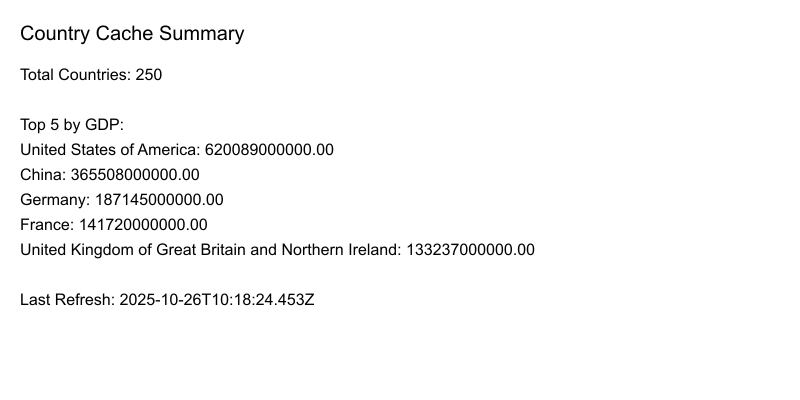 Country Cache Summary
Total Countries: 250
Top 5 by GDP:
United States of America: 620089000000.00
China: 365508000000.00
Germany: 187145000000.00
France: 141720000000.00
United Kingdom of Great Britain and Northern Ireland: 133237000000.00
Last Refresh: 2025-10-26T10:18:24.453Z